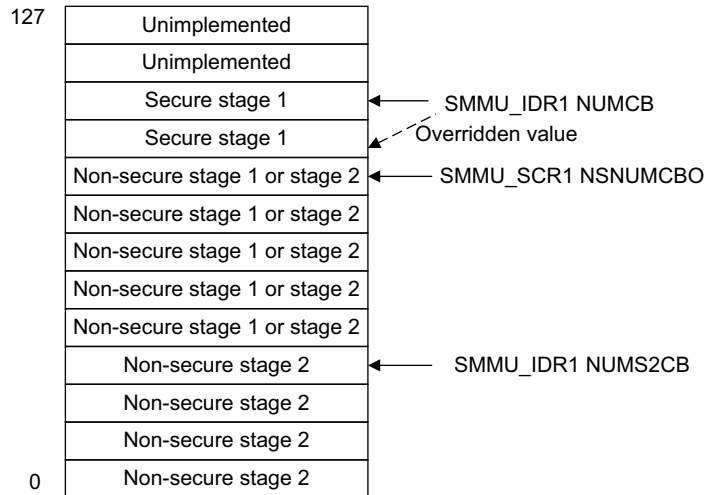 127
Unimplemented
Unimplemented
Secure stage 1
SMMU_IDR1 NUMCB
Secure stage 1
Overridden value
Non-secure stage 1 or stage 2
SMMU_SCR1 NSNUMCBO
Non-secure stage 1 or stage 2
Non-secure stage 1 or stage 2
Non-secure stage 1 or stage 2
Non-secure stage 1 or stage 2
Non-secure stage 2
SMMU_IDR1 NUMS2CB
Non-secure stage 2
Non-secure stage 2
0
Non-secure stage 2